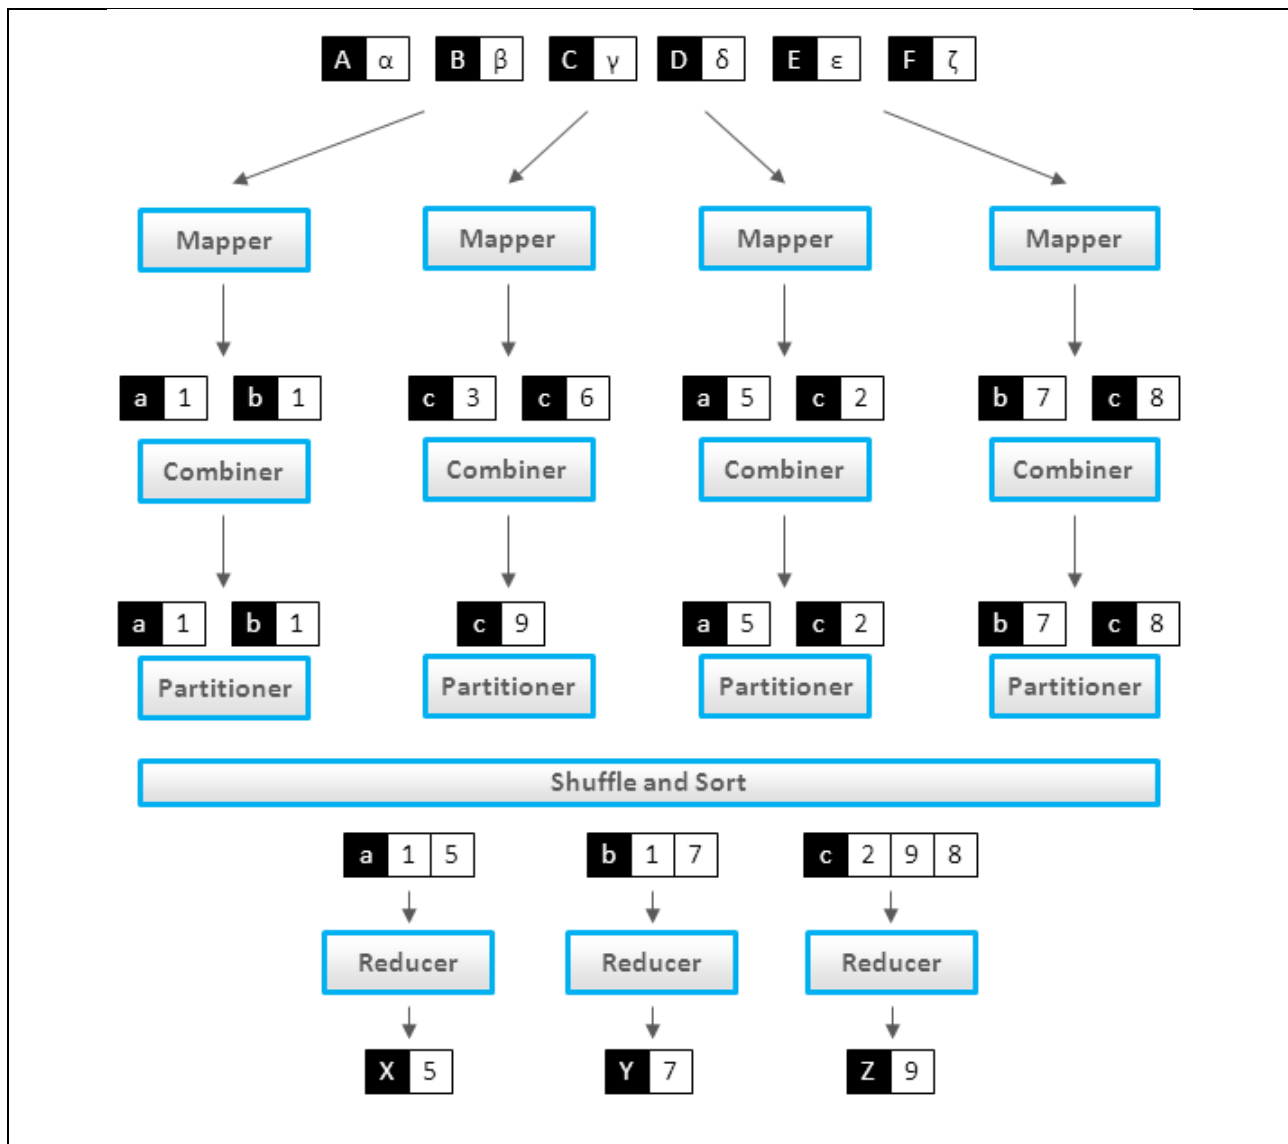 A α B β C γ D δ E ε F ζ
Mapper Mapper Mapper Mapper
a 1 b 1 c 3 c 6 a 5 c 2 b 7 c 8
Combiner Combiner Combiner Combiner
a 1 b 1 c 9 a 5 c 2 b 7 c 8
Partitioner Partitioner Partitioner Partitioner
Shuffle and Sort
a 1 5 b 1 7 c 2 9 8
Reducer Reducer Reducer
X 5 Y 7 Z 9